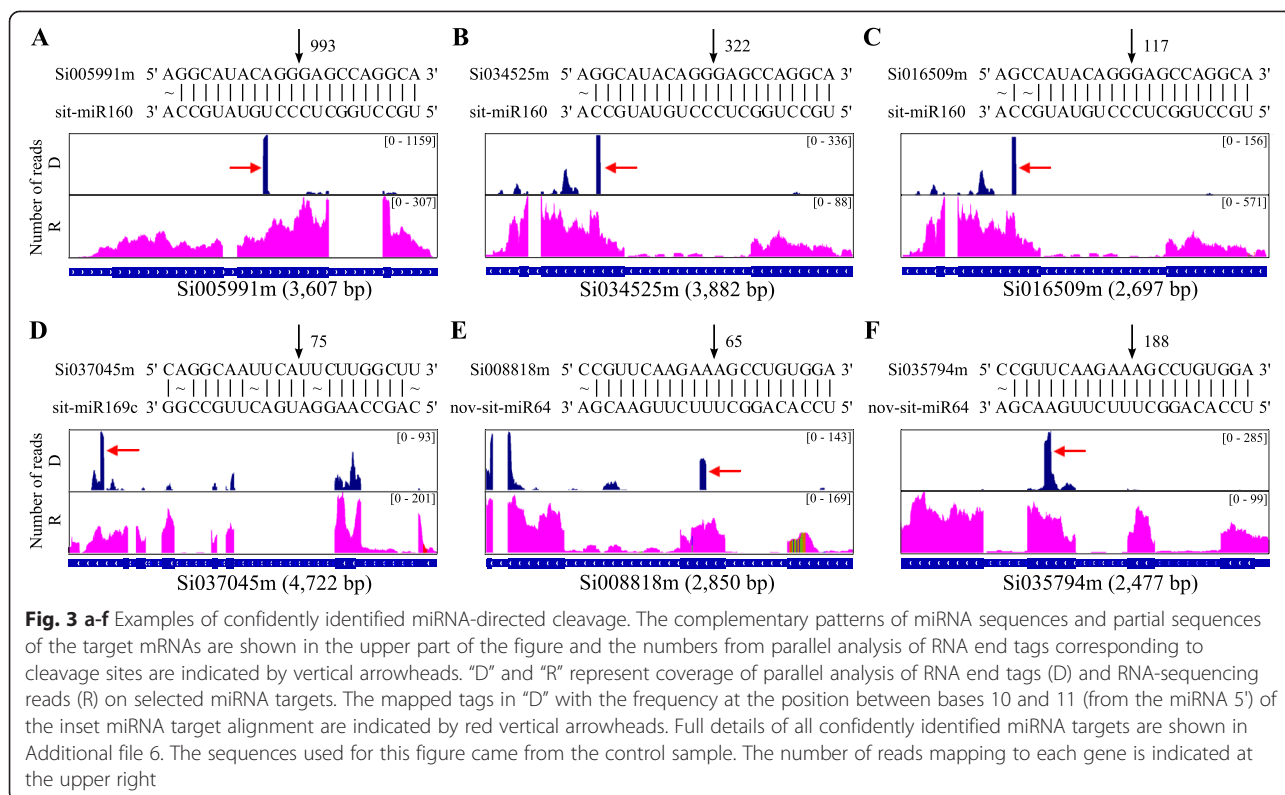 A
993
Si005991m 5' AGGCAUACAGGGAGCCAGGCA 3'
~||||||||||||||||||||
sit-miR160 3' ACCGUAUGUCCCUCGGUCCGU 5'
Number of reads
D
[0 - 1159]
R
[0 - 307]
Si005991m (3,607 bp)
B
322
Si034525m 5' AGGCAUACAGGGAGCCAGGCA 3'
~||||||||||||||||||||
sit-miR160 3' ACCGUAUGUCCCUCGGUCCGU 5'
[0 - 336]
[0 - 88]
Si034525m (3,882 bp)
C
117
Si016509m 5' AGCCAUACAGGGAGCCAGGCA 3'
~|~||||||||||||||||||
sit-miR160 3' ACCGUAUGUCCCUCGGUCCGU 5'
[0 - 156]
[0 - 571]
Si016509m (2,697 bp)
D
75
Si037045m 5' CAGGCAAUUCAUUCUUGGCUU 3'
sit-miR169c 3' GGCCGUUCAGUAGGAACCGAC 5'
Number of reads
D
[0 - 93]
R
[0 - 201]
Si037045m (4,722 bp)
E
65
Si008818m 5' CCGUUCAAGAAAGCCUGUGGA 3'
~||||||||||||||||||||
nov-sit-miR64 3' AGCAAGUUCUUUCGGACACCU 5'
[0 - 143]
[0 - 169]
Si008818m (2,850 bp)
F
188
Si035794m 5' CCGUUCAAGAAAGCCUGUGGA 3'
~||||||||||||||||||||
nov-sit-miR64 3' AGCAAGUUCUUUCGGACACCU 5'
[0 - 285]
[0 - 99]
Si035794m (2,477 bp)
Fig. 3 a-f Examples of confidently identified miRNA-directed cleavage. The complementary patterns of miRNA sequences and partial sequences
of the target mRNAs are shown in the upper part of the figure and the numbers from parallel analysis of RNA end tags corresponding to
cleavage sites are indicated by vertical arrowheads. “D” and “R” represent coverage of parallel analysis of RNA end tags (D) and RNA-sequencing
reads (R) on selected miRNA targets. The mapped tags in “D” with the frequency at the position between bases 10 and 11 (from the miRNA 5') of
the inset miRNA target alignment are indicated by red vertical arrowheads. Full details of all confidently identified miRNA targets are shown in
Additional file 6. The sequences used for this figure came from the control sample. The number of reads mapping to each gene is indicated at
the upper right